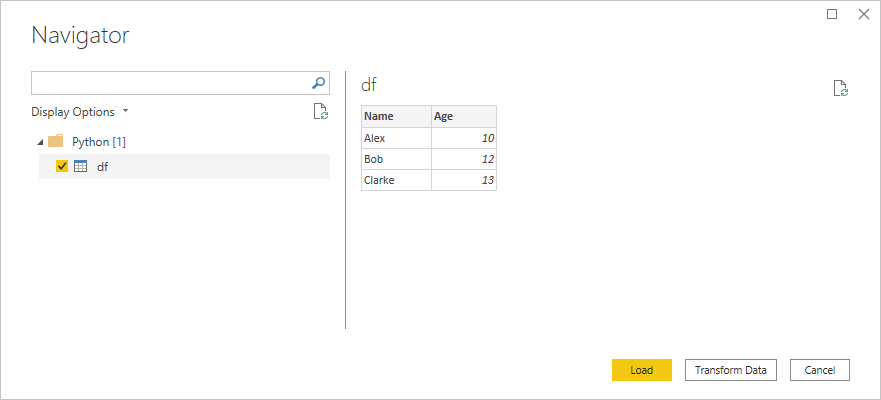 Navigator
Display Options
Python [1]
df
df
Name Age
Alex 10
Bob 12
Clarke 13
Load Transform Data Cancel